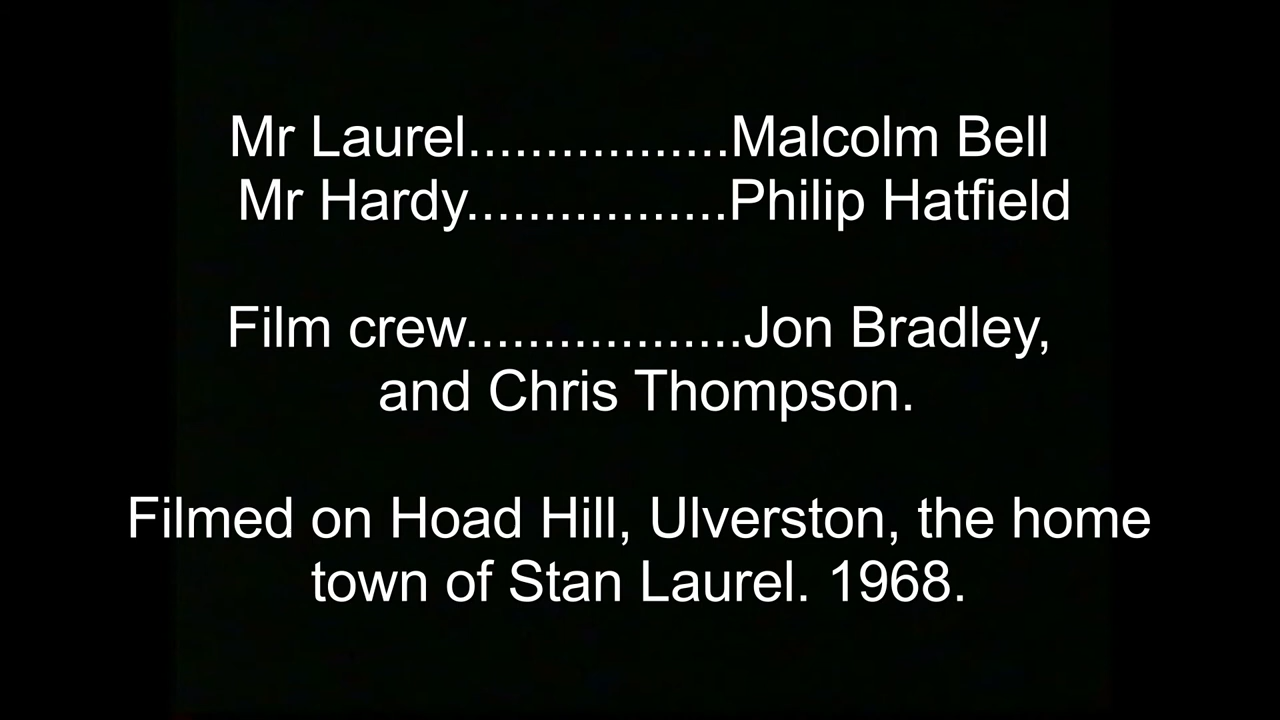 Mr Laurel.................Malcolm Bell
Mr Hardy.................Philip Hatfield
Film crew..................Jon Bradley,
and Chris Thompson.
Filmed on Hoad Hill, Ulverston, the home
town of Stan Laurel. 1968.